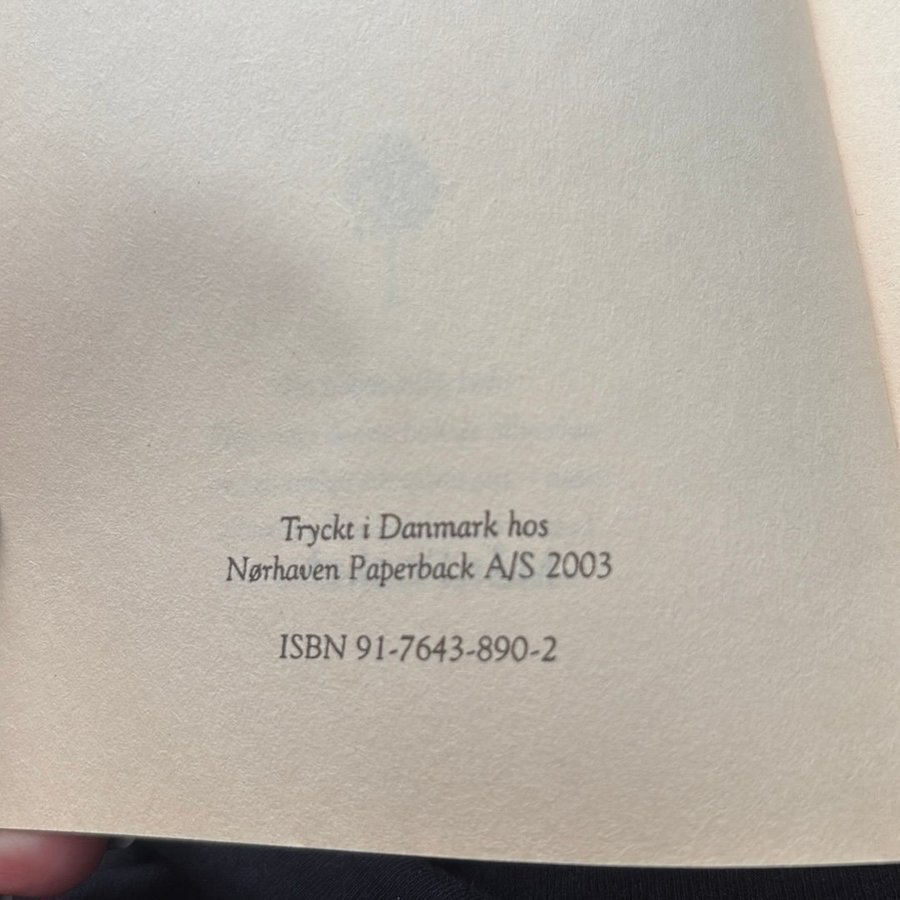 Tryckt i Danmark hos
Nørhaven Paperback A/S 2003
ISBN 91-7643-890-2